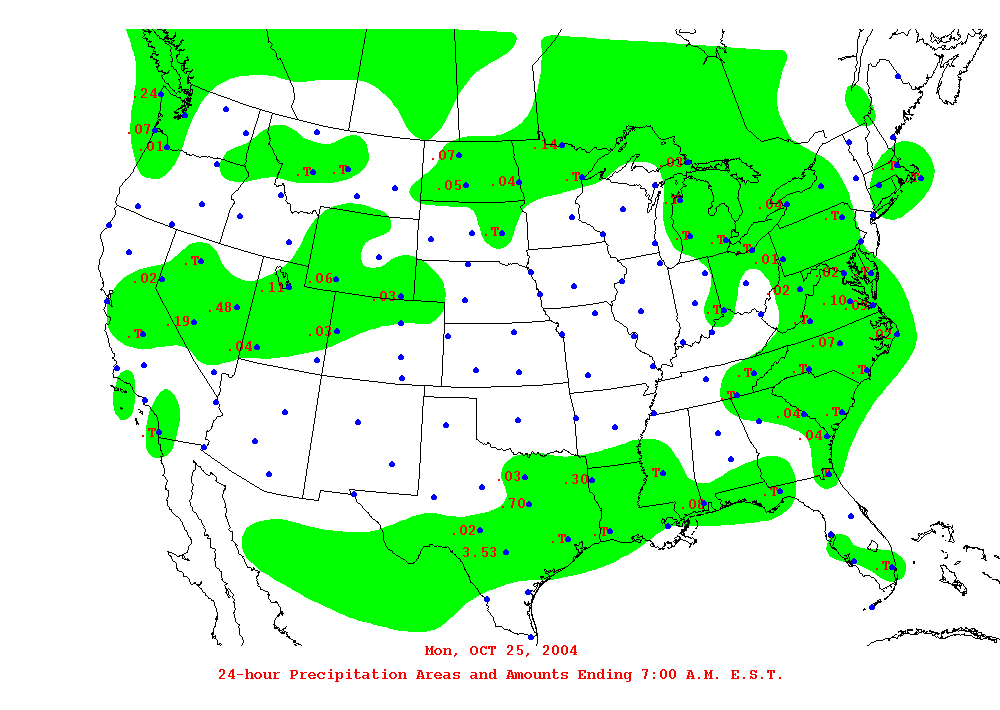 .24
.07
.01
.T .T
.07
.14
.05 .04 .T
.01
.T .T
.T
.04
.T
.T
.T .T
.T
.01
.02
.T
.11
.06
.03
.02
.02 .T
.48
.10 .09
.T
.19
.03
.T
.T
.02
.04
.07
.T .T .T
T
.04 .T
.T
.04
.03 .30 T
T
.T
.70 .08
.02
.T .T
3.53
.T
Mon, OCT 25, 2004
24-hour Precipitation Areas and Amounts Ending 7:00 A.M. E.S.T.